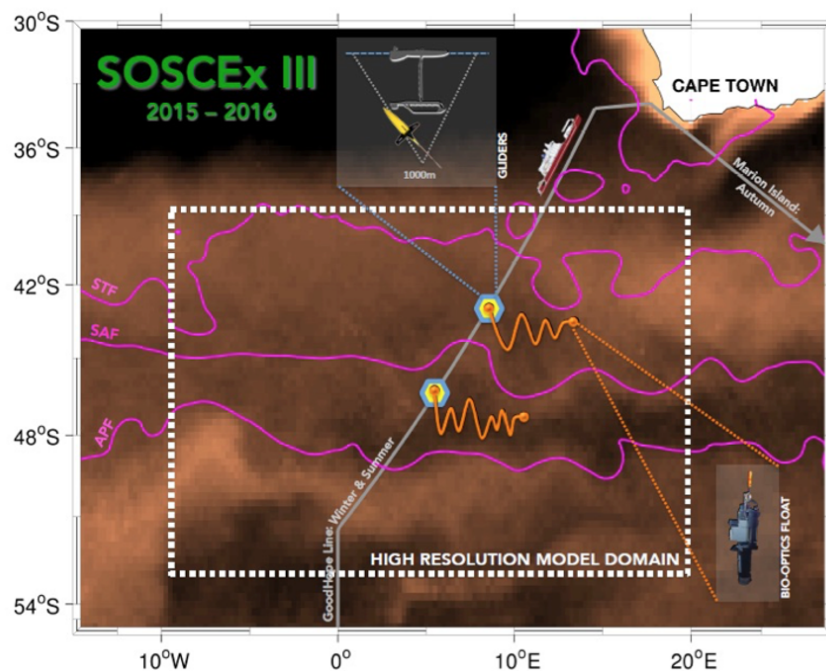 30°S
36°S
42°S
48°S
54°S
SOSCEx III
2015 – 2016
1000m
GLIDERS
CAPE TOWN
Marion Island:
Autumn
STF
SAF
APF
GoodHope Line: Winter & Summer
HIGH RESOLUTION MODEL DOMAIN
BIO-OPTICS FLOAT
10°W
0°
10°E
20°E